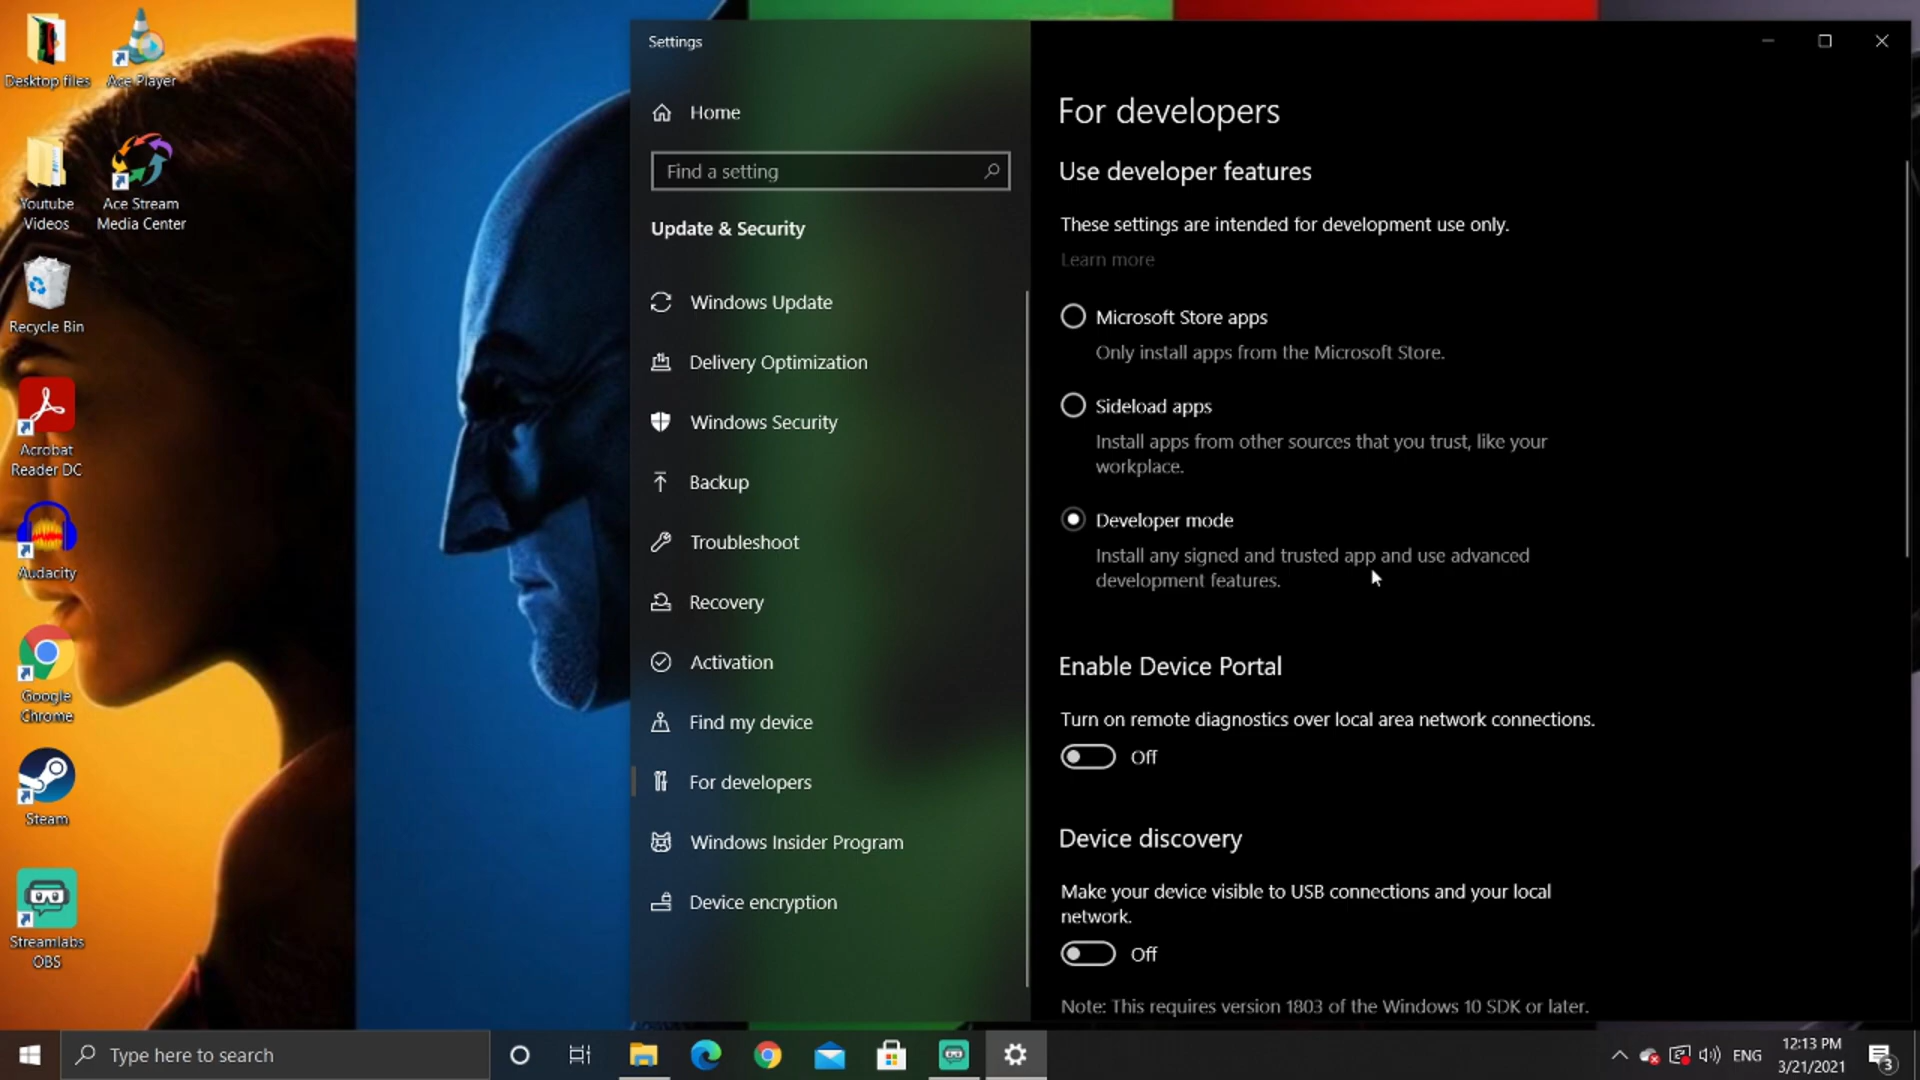 Desktop files
Ace Player
Youtube
Videos
Ace Stream
Media Center
Recycle Bin
Acrobat
Reader DC
Audacity
Google
Chrome
Steam
Streamlabs
OBS
Settings
Home
Find a setting
Update & Security
Windows Update
Delivery Optimization
Windows Security
Backup
Troubleshoot
Recovery
Activation
Find my device
For developers
Windows Insider Program
Device encryption
For developers
Use developer features
These settings are intended for development use only.
Learn more
Microsoft Store apps
Only install apps from the Microsoft Store.
Sideload apps
Install apps from other sources that you trust, like your
workplace.
Developer mode
Install any signed and trusted app and use advanced
development features.
Enable Device Portal
Turn on remote diagnostics over local area network connections.
Off
Device discovery
Make your device visible to USB connections and your local
network.
Off
Note: This requires version 1803 of the Windows 10 SDK or later.
Type here to search
ENG
12:13 PM
3/21/2021
3